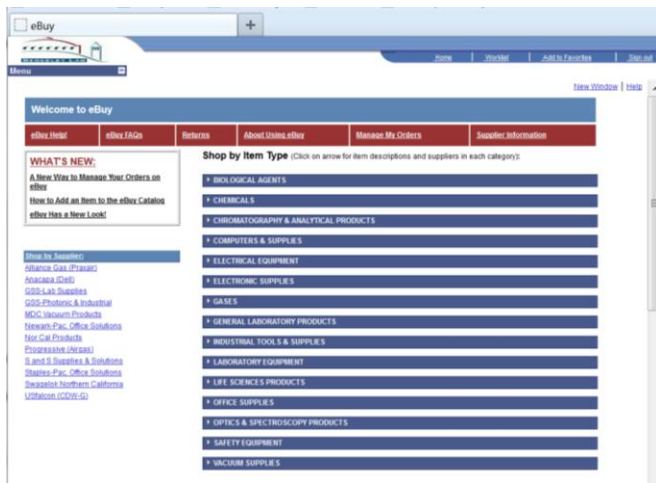 eBuy
+
BERKELEY LAB
Home | Worklist | Add to Favorites | Sign out
Menu
New Window | Help
Welcome to eBuy
eBuy Help! eBuy FAQs Returns About Using eBuy Manage My Orders Supplier Information
WHAT'S NEW:
A New Way to Manage Your Orders on
eBuy
How to Add an Item to the eBuy Catalog
eBuy Has a New Look!
Shop by Supplier:
Alliance Gas (Praxair)
Anacapa (Dell)
GSS-Lab Supplies
GSS-Photonic & Industrial
MDC Vacuum Products
Newark-Pac. Office Solutions
Nor Cal Products
Progressive (Airgas)
S and S Supplies & Solutions
Staples-Pac. Office Solutions
Swagelok Northern California
USfalcon (CDW-G)
Shop by Item Type (Click on arrow for item descriptions and suppliers in each category):
BIOLOGICAL AGENTS
CHEMICALS
CHROMATOGRAPHY & ANALYTICAL PRODUCTS
COMPUTERS & SUPPLIES
ELECTRICAL EQUIPMENT
ELECTRONIC SUPPLIES
GASES
GENERAL LABORATORY PRODUCTS
INDUSTRIAL TOOLS & SUPPLIES
LABORATORY EQUIPMENT
LIFE SCIENCES PRODUCTS
OFFICE SUPPLIES
OPTICS & SPECTROSCOPY PRODUCTS
SAFETY EQUIPMENT
VACUUM SUPPLIES